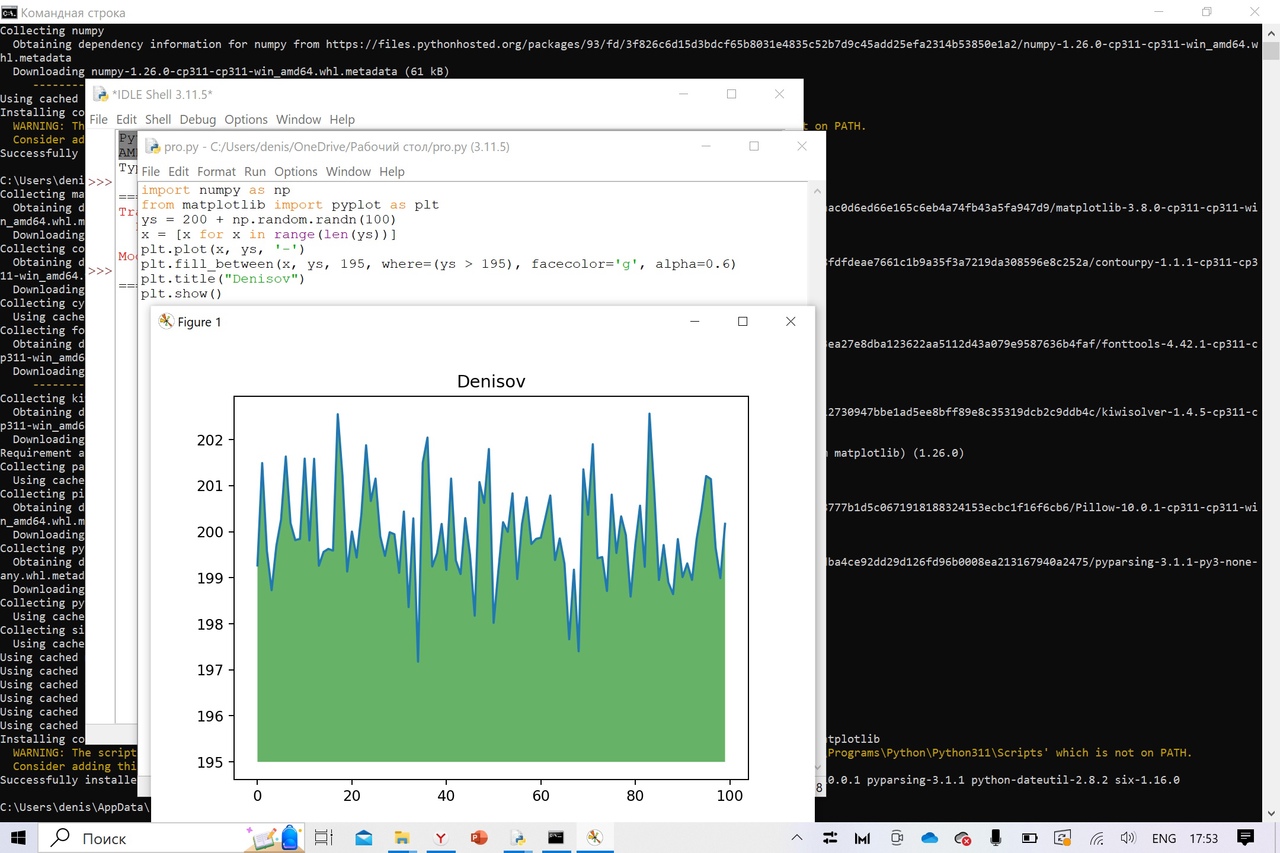 Командная строка
Collecting numpy
Obtaining dependency information for numpy from https://files.pythonhosted.org/packages/93/fd/3f826c6d15d3bdcf65b8031e4835c52b7d9c45add25efa2314b53850e1a2/numpy-1.26.0-cp311-cp311-win_amd64.w
hl.metadata
Downloading numpy-1.26.0-cp311-cp311-win_amd64.whl.metadata (61 kB)
--------
Using cached
Installing co
WARNING: Th
t on PATH.
Consider ad
Successfully
C:\Users\deni
Collecting ma
Obtaining d
ac0d6ed66e165c6eb4a74fb43a5fa947d9/matplotlib-3.8.0-cp311-cp311-wi
n_amd64.whl.m
Downloading
Collecting co
Obtaining d
fdfdeae7661c1b9a35f3a7219da308596e8c252a/contourpy-1.1.1-cp311-cp3
11-win_amd64.
Downloading
Collecting cy
Using cache
Collecting fo
Obtaining d
ea27e8dba123622aa5112d43a079e9587636b4faf/fonttools-4.42.1-cp311-c
p311-win_amd6
Downloading
--------
Collecting ki
Obtaining d
2730947bbe1ad5ee8bff89e8c35319dcb2c9ddb4c/kiwisolver-1.4.5-cp311-c
p311-win_amd6
Downloading
Requirement a
matplotlib) (1.26.0)
Collecting pa
Using cache
Collecting pi
Obtaining d
8777b1d5c0671918188324153ecbc1f16f6cb6/Pillow-10.0.1-cp311-cp311-wi
n_amd64.whl.m
Downloading
Collecting py
Obtaining d
ba4ce92dd29d126fd96b0008ea213167940a2475/pyparsing-3.1.1-py3-none-
any.whl.metad
Downloading
Collecting py
Using cache
Collecting si
Using cache
Using cached
Using cached
Using cached
Using cached
Using cached
Using cached
Installing co
tplotlib
WARNING: The script
Programs\Python\Python311\Scripts' which is not on PATH.
Consider adding thi
Successfully installe
0.0.1 pyparsing-3.1.1 python-dateutil-2.8.2 six-1.16.0
C:\Users\denis\AppData\
*IDLE Shell 3.11.5*
File Edit Shell Debug Options Window Help
Py
AM
Typ
>>>
===
Tra
Moc
>>>
===
pro.py - C:/Users/denis/OneDrive/Рабочий стол/pro.py (3.11.5)
File Edit Format Run Options Window Help
import numpy as np
from matplotlib import pyplot as plt
ys = 200 + np.random.randn(100)
x = [x for x in range(len(ys))]
plt.plot(x, ys, '-')
plt.fill_between(x, ys, 195, where=(ys > 195), facecolor='g', alpha=0.6)
plt.title("Denisov")
plt.show()
8
Figure 1
Denisov
202
201
200
199
198
197
196
195
0 20 40 60 80 100
Поиск
ENG 17:53